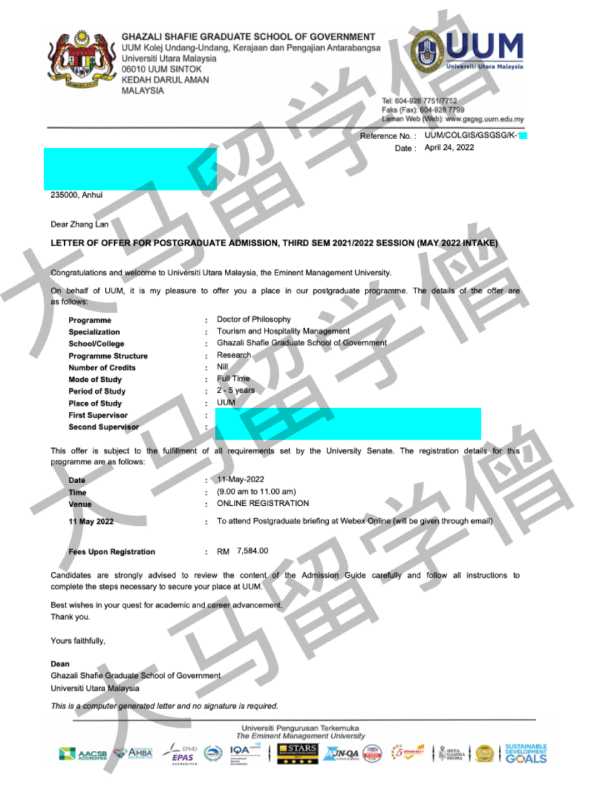 GHAZALI SHAFIE GRADUATE SCHOOL OF GOVERNMENT
UUM Kolej Undang-Undang, Kerajaan dan Pengajian Antarabangsa
Universiti Utara Malaysia
06010 UUM SINTOK
KEDAH DARUL AMAN
MALAYSIA
UUM
Universiti Utara Malaysia
Tel: 604-928 7751/7752
Faks (Fax): 604-928 7799
Laman Web (Web): www.gsgsg.uum.edu.my
Reference No. : UUM/COLGIS/GSGSG/K-
Date : April 24, 2022
235000, Anhui
Dear Zhang Lan
LETTER OF OFFER FOR POSTGRADUATE ADMISSION, THIRD SEM 2021/2022 SESSION (MAY 2022 INTAKE)
Congratulations and welcome to Universiti Utara Malaysia, the Eminent Management University.
On behalf of UUM, it is my pleasure to offer you a place in our postgraduate programme. The details of the offer are
as follows:
Programme : Doctor of Philosophy
Specialization : Tourism and Hospitality Management
School/College : Ghazali Shafie Graduate School of Government
Programme Structure : Research
Number of Credits : Nill
Mode of Study : Full Time
Period of Study : 2 - 5 years
Place of Study : UUM
First Supervisor :
Second Supervisor :
This offer is subject to the fulfillment of all requirements set by the University Senate. The registration details for this
programme are as follows:
Date : 11-May-2022
Time : (9.00 am to 11.00 am)
Venue : ONLINE REGISTRATION
11 May 2022 : To attend Postgraduate briefing at Webex Online (will be given through email)
Fees Upon Registration : RM 7,584.00
Candidates are strongly advised to review the content of the Admission Guide carefully and follow all instructions to
complete the steps necessary to secure your place at UUM.
Best wishes in your quest for academic and career advancement.
Thank you.
Yours faithfully,
Dean
Ghazali Shafie Graduate School of Government
Universiti Utara Malaysia
This is a computer generated letter and no signature is required.
Universiti Pengurusan Terkemuka
The Eminent Management University
AACSB
AMBA
EFMD
EPAS
IQA
STARS
SUSTAINABLE
DEVELOPMENT
GOALS
大马留学僧
大马留学僧
大马留学僧